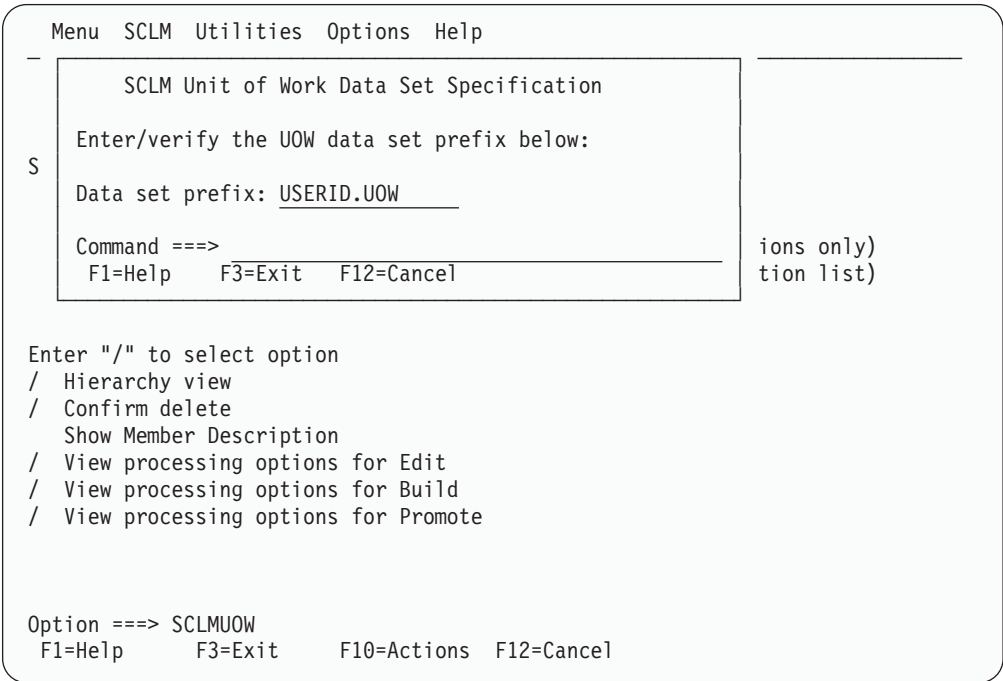 Menu SCLM Utilities Options Help
SCLM Unit of Work Data Set Specification
Enter/verify the UOW data set prefix below:
S
Data set prefix: USERID.UOW
Command ===> ions only)
F1=Help F3=Exit F12=Cancel tion list)
Enter "/" to select option
/ Hierarchy view
/ Confirm delete
Show Member Description
/ View processing options for Edit
/ View processing options for Build
/ View processing options for Promote
Option ===> SCLMUOW
F1=Help F3=Exit F10=Actions F12=Cancel